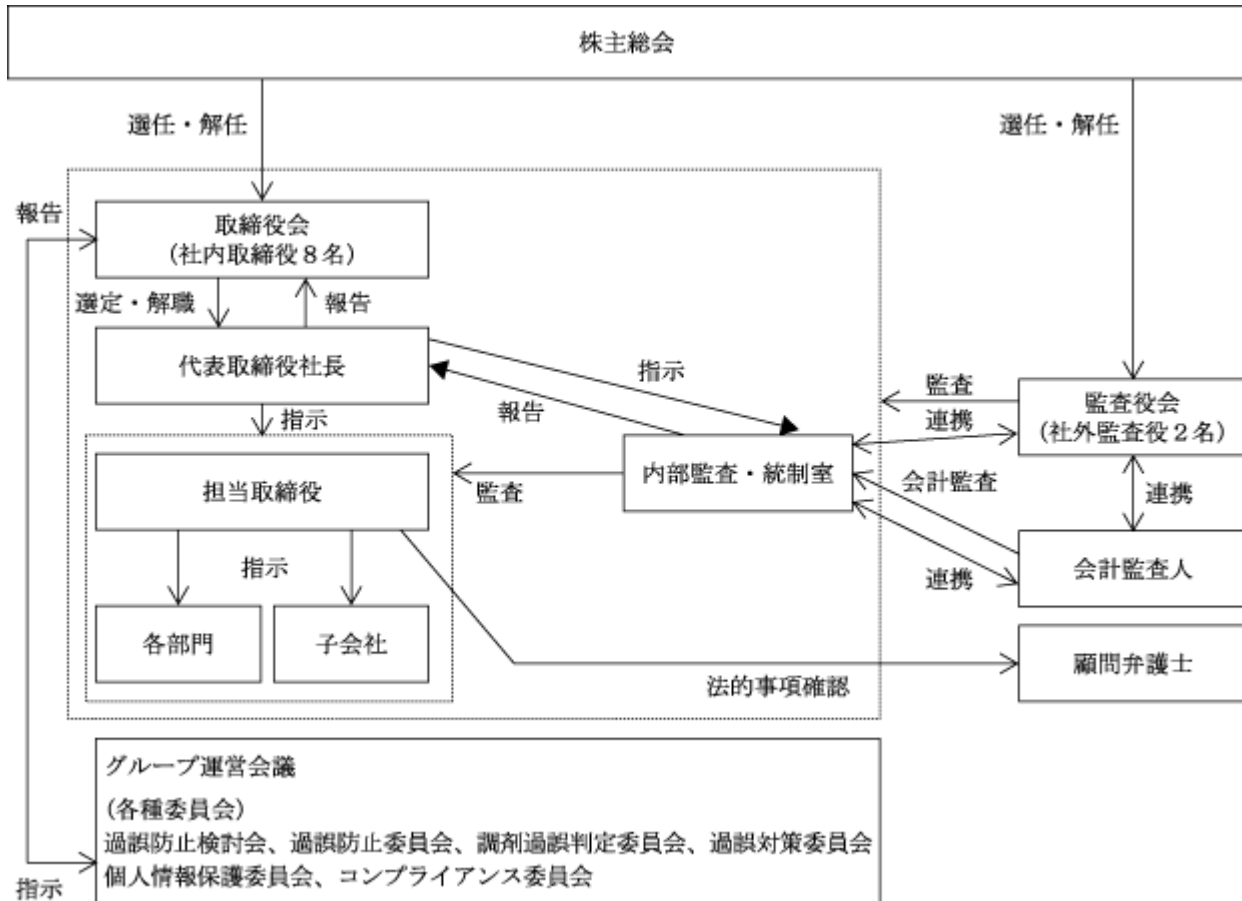 株主総会
選任・解任
選任・解任
報告
取締役会
(社内取締役８名)
選定・解職
報告
代表取締役社長
指示
報告
指示
監査
連携
監査役会
(社外監査役２名)
担当取締役
監査
内部監査・統制室
会計監査
連携
指示
連携
会計監査人
各部門
子会社
顧問弁護士
法的事項確認
グループ運営会議
(各種委員会)
過誤防止検討会、過誤防止委員会、調剤過誤判定委員会、過誤対策委員会
個人情報保護委員会、コンプライアンス委員会
指示